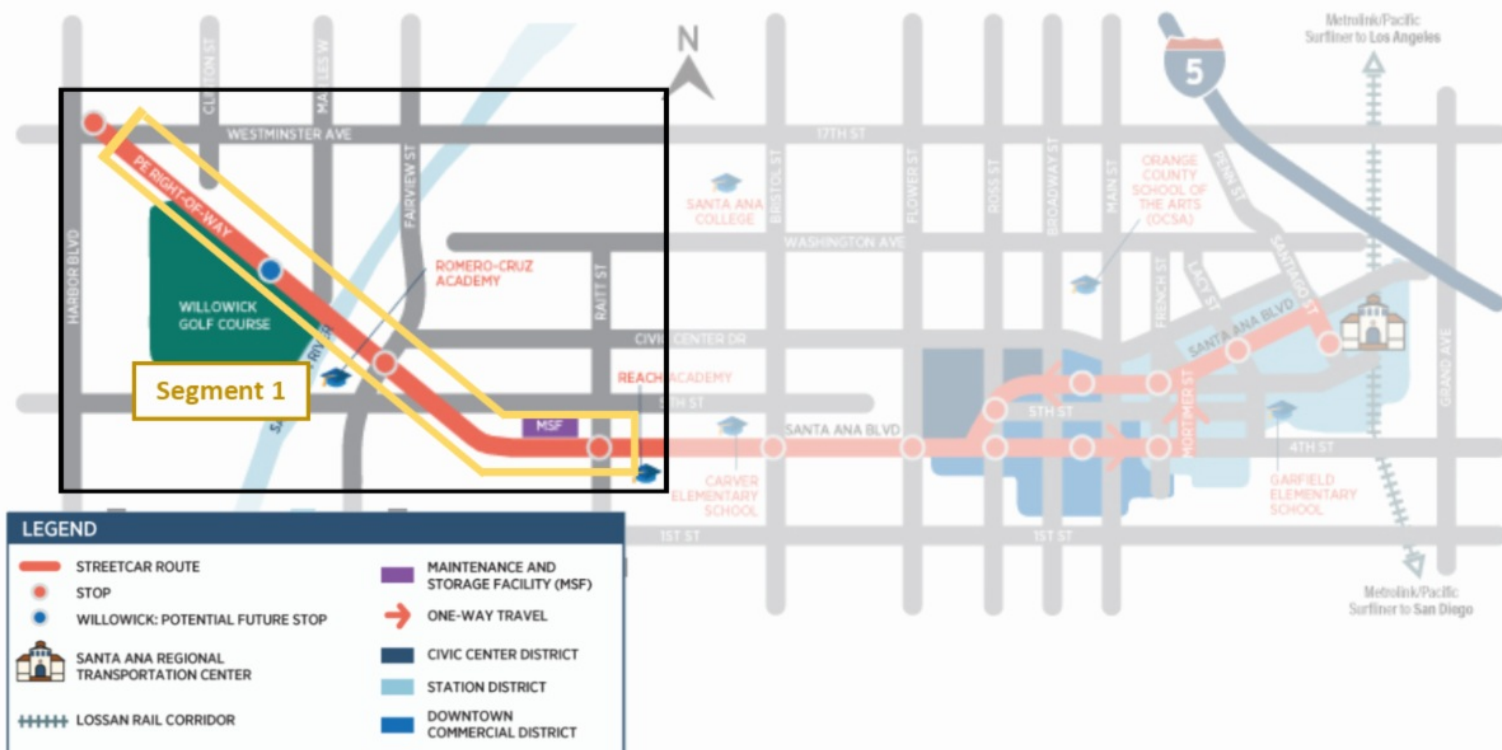 Metrolink/Pacific
Surfliner to Los Angeles
N
5
CLINTON ST
WESTMINSTER AVE
17TH ST
PE RIGHT-OF-WAY
FAIRVIEW ST
HARBOR BLVD
RAITT ST
BRISTOL ST
FLOWER ST
ROSS ST
BROADWAY ST
MAIN ST
PENN ST
SANTIAGO ST
FRENCH ST
LACY ST
MORTIMER ST
GRAND AVE
SANTA ANA
COLLEGE
ORANGE
COUNTY
SCHOOL OF
THE ARTS
(OCSA)
WASHINGTON AVE
ROMERO-CRUZ
ACADEMY
WILLOWICK
GOLF COURSE
RIVER
CIVIC CENTER DR
SANTA ANA BLVD
REACH ACADEMY
Segment 1
5TH ST
5TH ST
MSF
SANTA ANA BLVD
4TH ST
CARVER
ELEMENTARY
SCHOOL
GARFIELD
ELEMENTARY
SCHOOL
1ST ST
1ST ST
Metrolink/Pacific
Surfliner to San Diego
LEGEND
STREETCAR ROUTE
STOP
WILLOWICK: POTENTIAL FUTURE STOP
SANTA ANA REGIONAL
TRANSPORTATION CENTER
LOSSAN RAIL CORRIDOR
MAINTENANCE AND
STORAGE FACILITY (MSF)
ONE-WAY TRAVEL
CIVIC CENTER DISTRICT
STATION DISTRICT
DOWNTOWN
COMMERCIAL DISTRICT